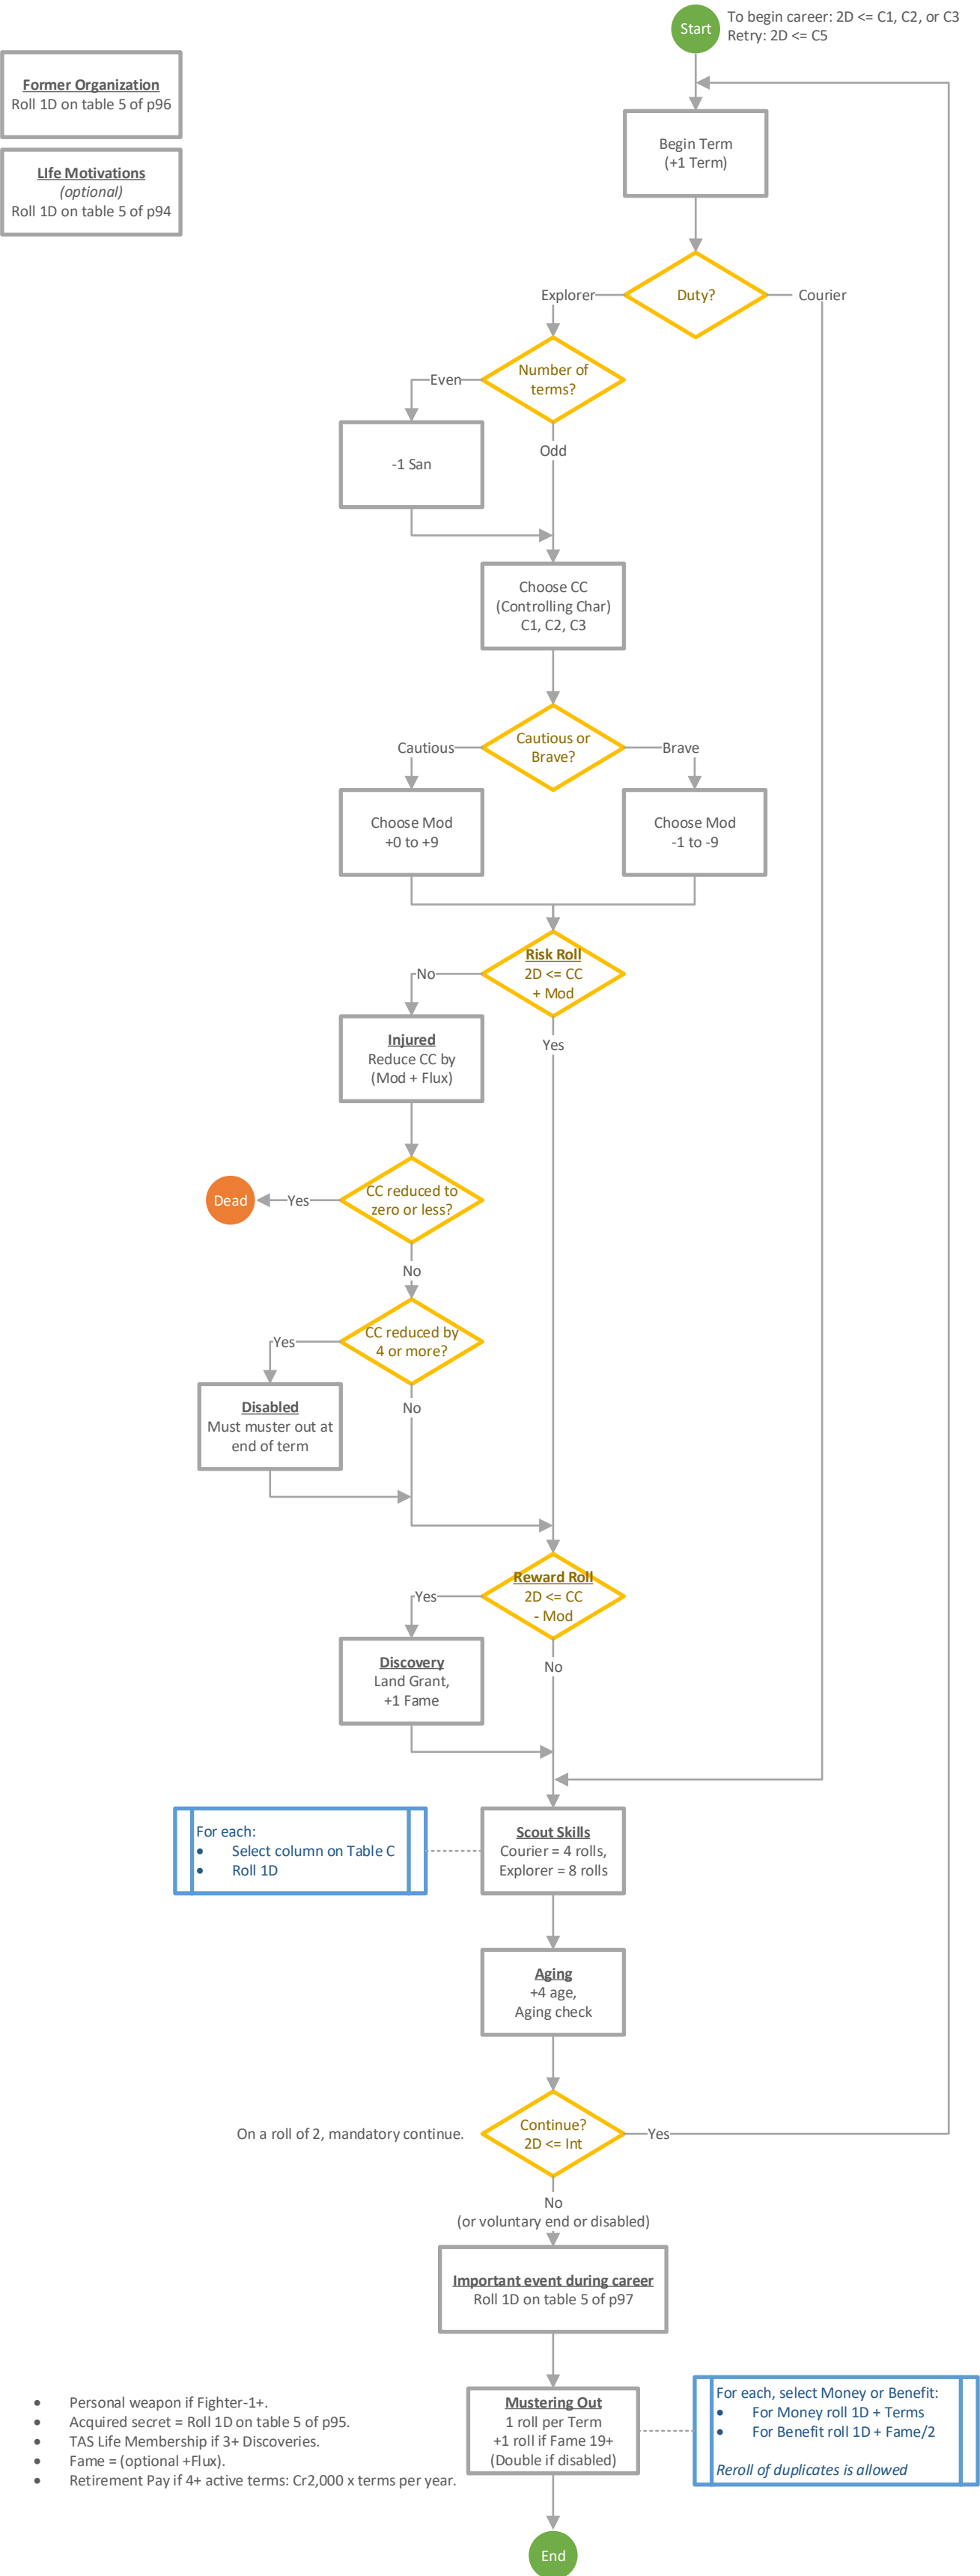 Start
To begin career: 2D <= C1, C2, or C3
Retry: 2D <= C5
Former Organization
Roll 1D on table 5 of p96
LIfe Motivations
(optional)
Roll 1D on table 5 of p94
Begin Term
(+1 Term)
Duty?
Explorer
Courier
Number of
terms?
Even
Odd
-1 San
Choose CC
(Controlling Char)
C1, C2, C3
Cautious or
Brave?
Cautious
Brave
Choose Mod
+0 to +9
Choose Mod
-1 to -9
Risk Roll
2D <= CC
+ Mod
No
Yes
Injured
Reduce CC by
(Mod + Flux)
CC reduced to
zero or less?
Yes
Dead
No
CC reduced by
4 or more?
Yes
No
Disabled
Must muster out at
end of term
Reward Roll
2D <= CC
- Mod
Yes
No
Discovery
Land Grant,
+1 Fame
Scout Skills
Courier = 4 rolls,
Explorer = 8 rolls
For each:
• Select column on Table C
• Roll 1D
Aging
+4 age,
Aging check
Continue?
2D <= Int
On a roll of 2, mandatory continue.
Yes
No
(or voluntary end or disabled)
Important event during career
Roll 1D on table 5 of p97
Mustering Out
1 roll per Term
+1 roll if Fame 19+
(Double if disabled)
For each, select Money or Benefit:
• For Money roll 1D + Terms
• For Benefit roll 1D + Fame/2
Reroll of duplicates is allowed
• Personal weapon if Fighter-1+.
• Acquired secret = Roll 1D on table 5 of p95.
• TAS Life Membership if 3+ Discoveries.
• Fame = (optional +Flux).
• Retirement Pay if 4+ active terms: Cr2,000 x terms per year.
End